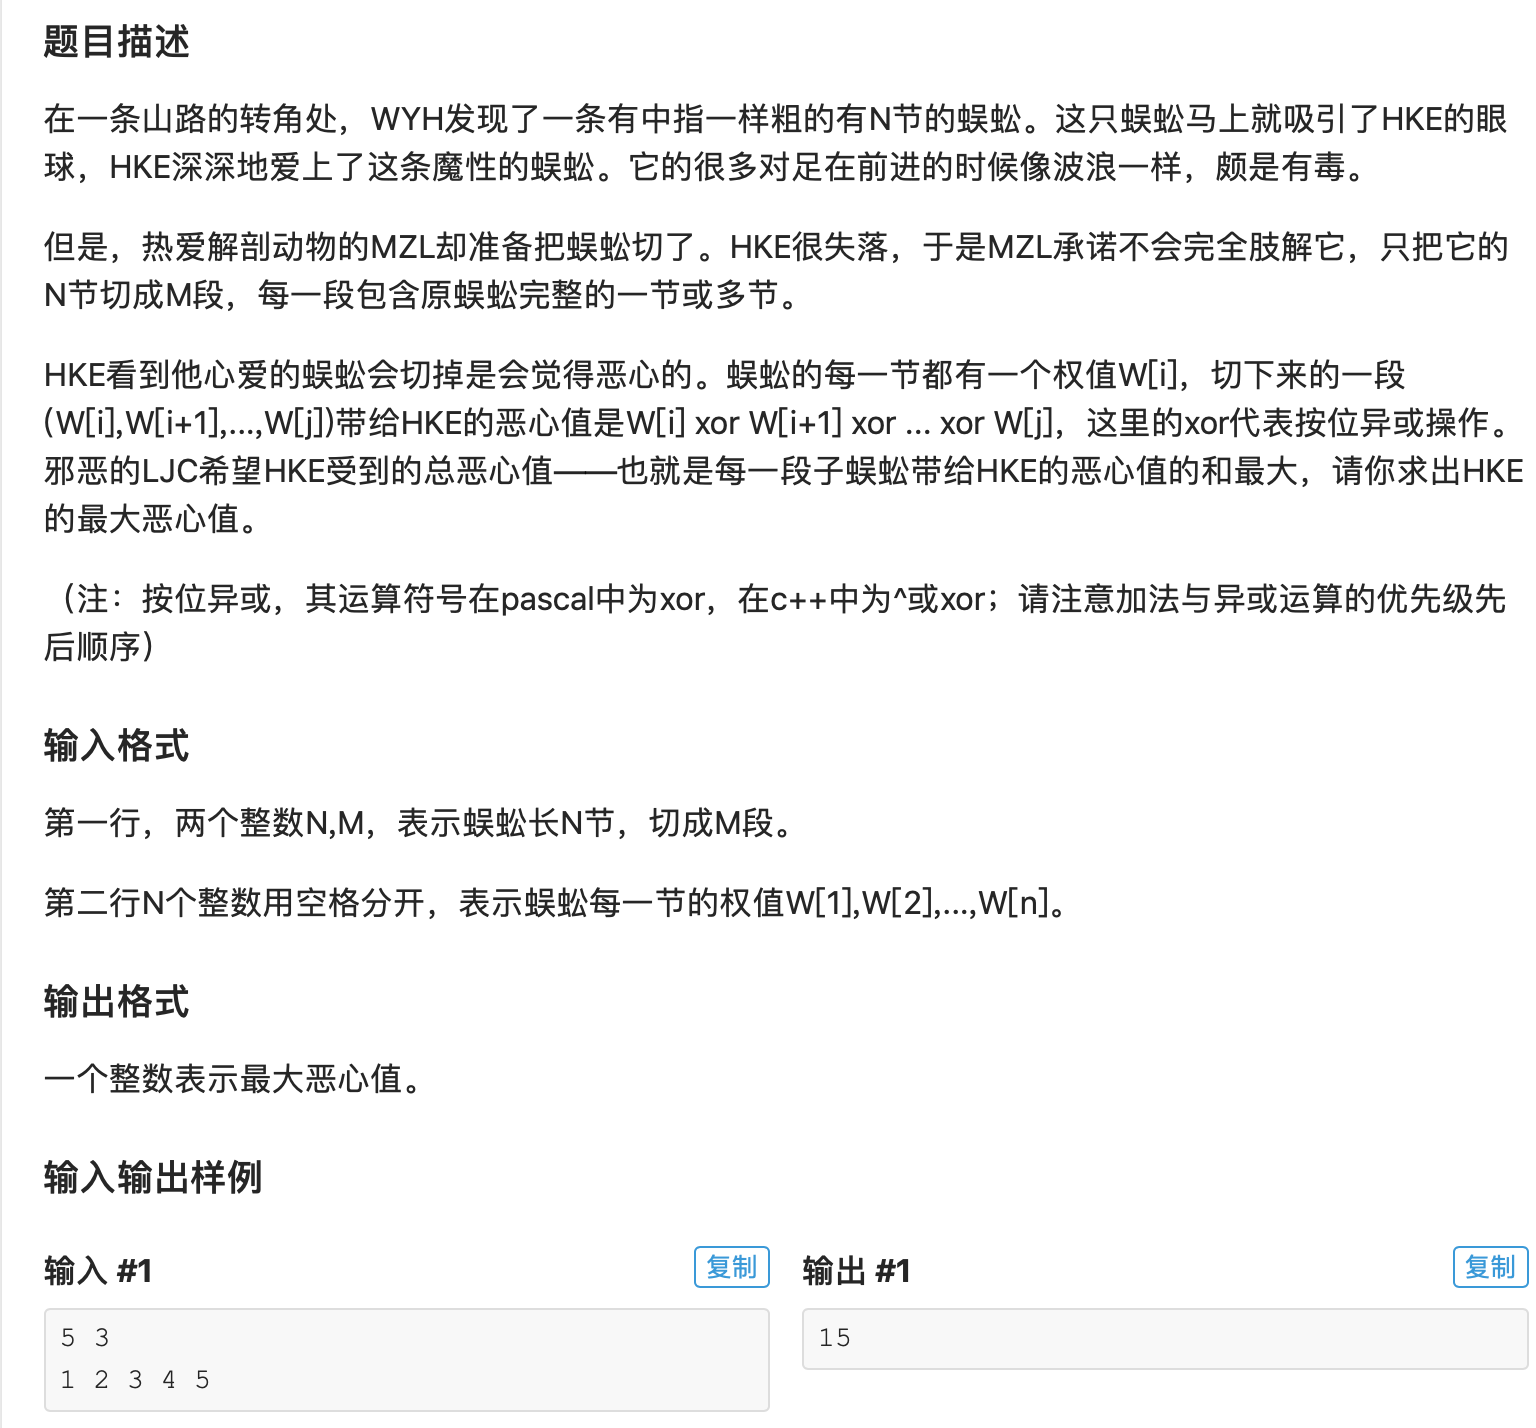 题目描述
在一条山路的转角处，WYH发现了一条有中指一样粗的有N节的蜈蚣。这只蜈蚣马上就吸引了HKE的眼
球，HKE深深地爱上了这条魔性的蜈蚣。它的很多对足在前进的时候像波浪一样，颇是有毒。
但是，热爱解剖动物的MZL却准备把蜈蚣切了。HKE很失落，于是MZL承诺不会完全肢解它，只把它的
N节切成M段，每一段包含原蜈蚣完整的一节或多节。
HKE看到他心爱的蜈蚣会切掉是会觉得恶心的。蜈蚣的每一节都有一个权值W[i]，切下来的一段
(W[i],W[i+1],...,W[j])带给HKE的恶心值是W[i] xor W[i+1] xor ... xor W[j]，这里的xor代表按位异或操作。
邪恶的LJC希望HKE受到的总恶心值——也就是每一段子蜈蚣带给HKE的恶心值的和最大，请你求出HKE
的最大恶心值。
（注：按位异或，其运算符号在pascal中为xor，在c++中为^或xor；请注意加法与异或运算的优先级先
后顺序）
输入格式
第一行，两个整数N,M，表示蜈蚣长N节，切成M段。
第二行N个整数用空格分开，表示蜈蚣每一节的权值W[1],W[2],...,W[n]。
输出格式
一个整数表示最大恶心值。
输入输出样例
输入 #1
复制
5 3
1 2 3 4 5
输出 #1
复制
15